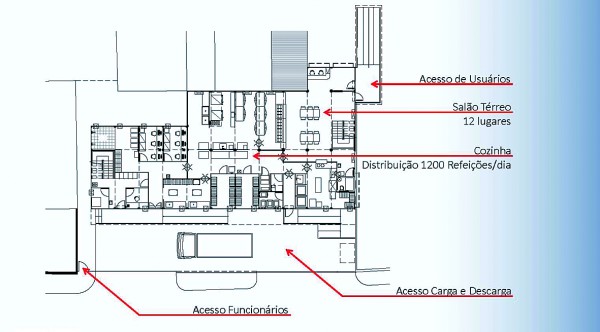 Acesso de Usuários
Salão Térreo
12 lugares
Cozinha
Distribuição 1200 Refeições/dia
Acesso Carga e Descarga
Acesso Funcionários